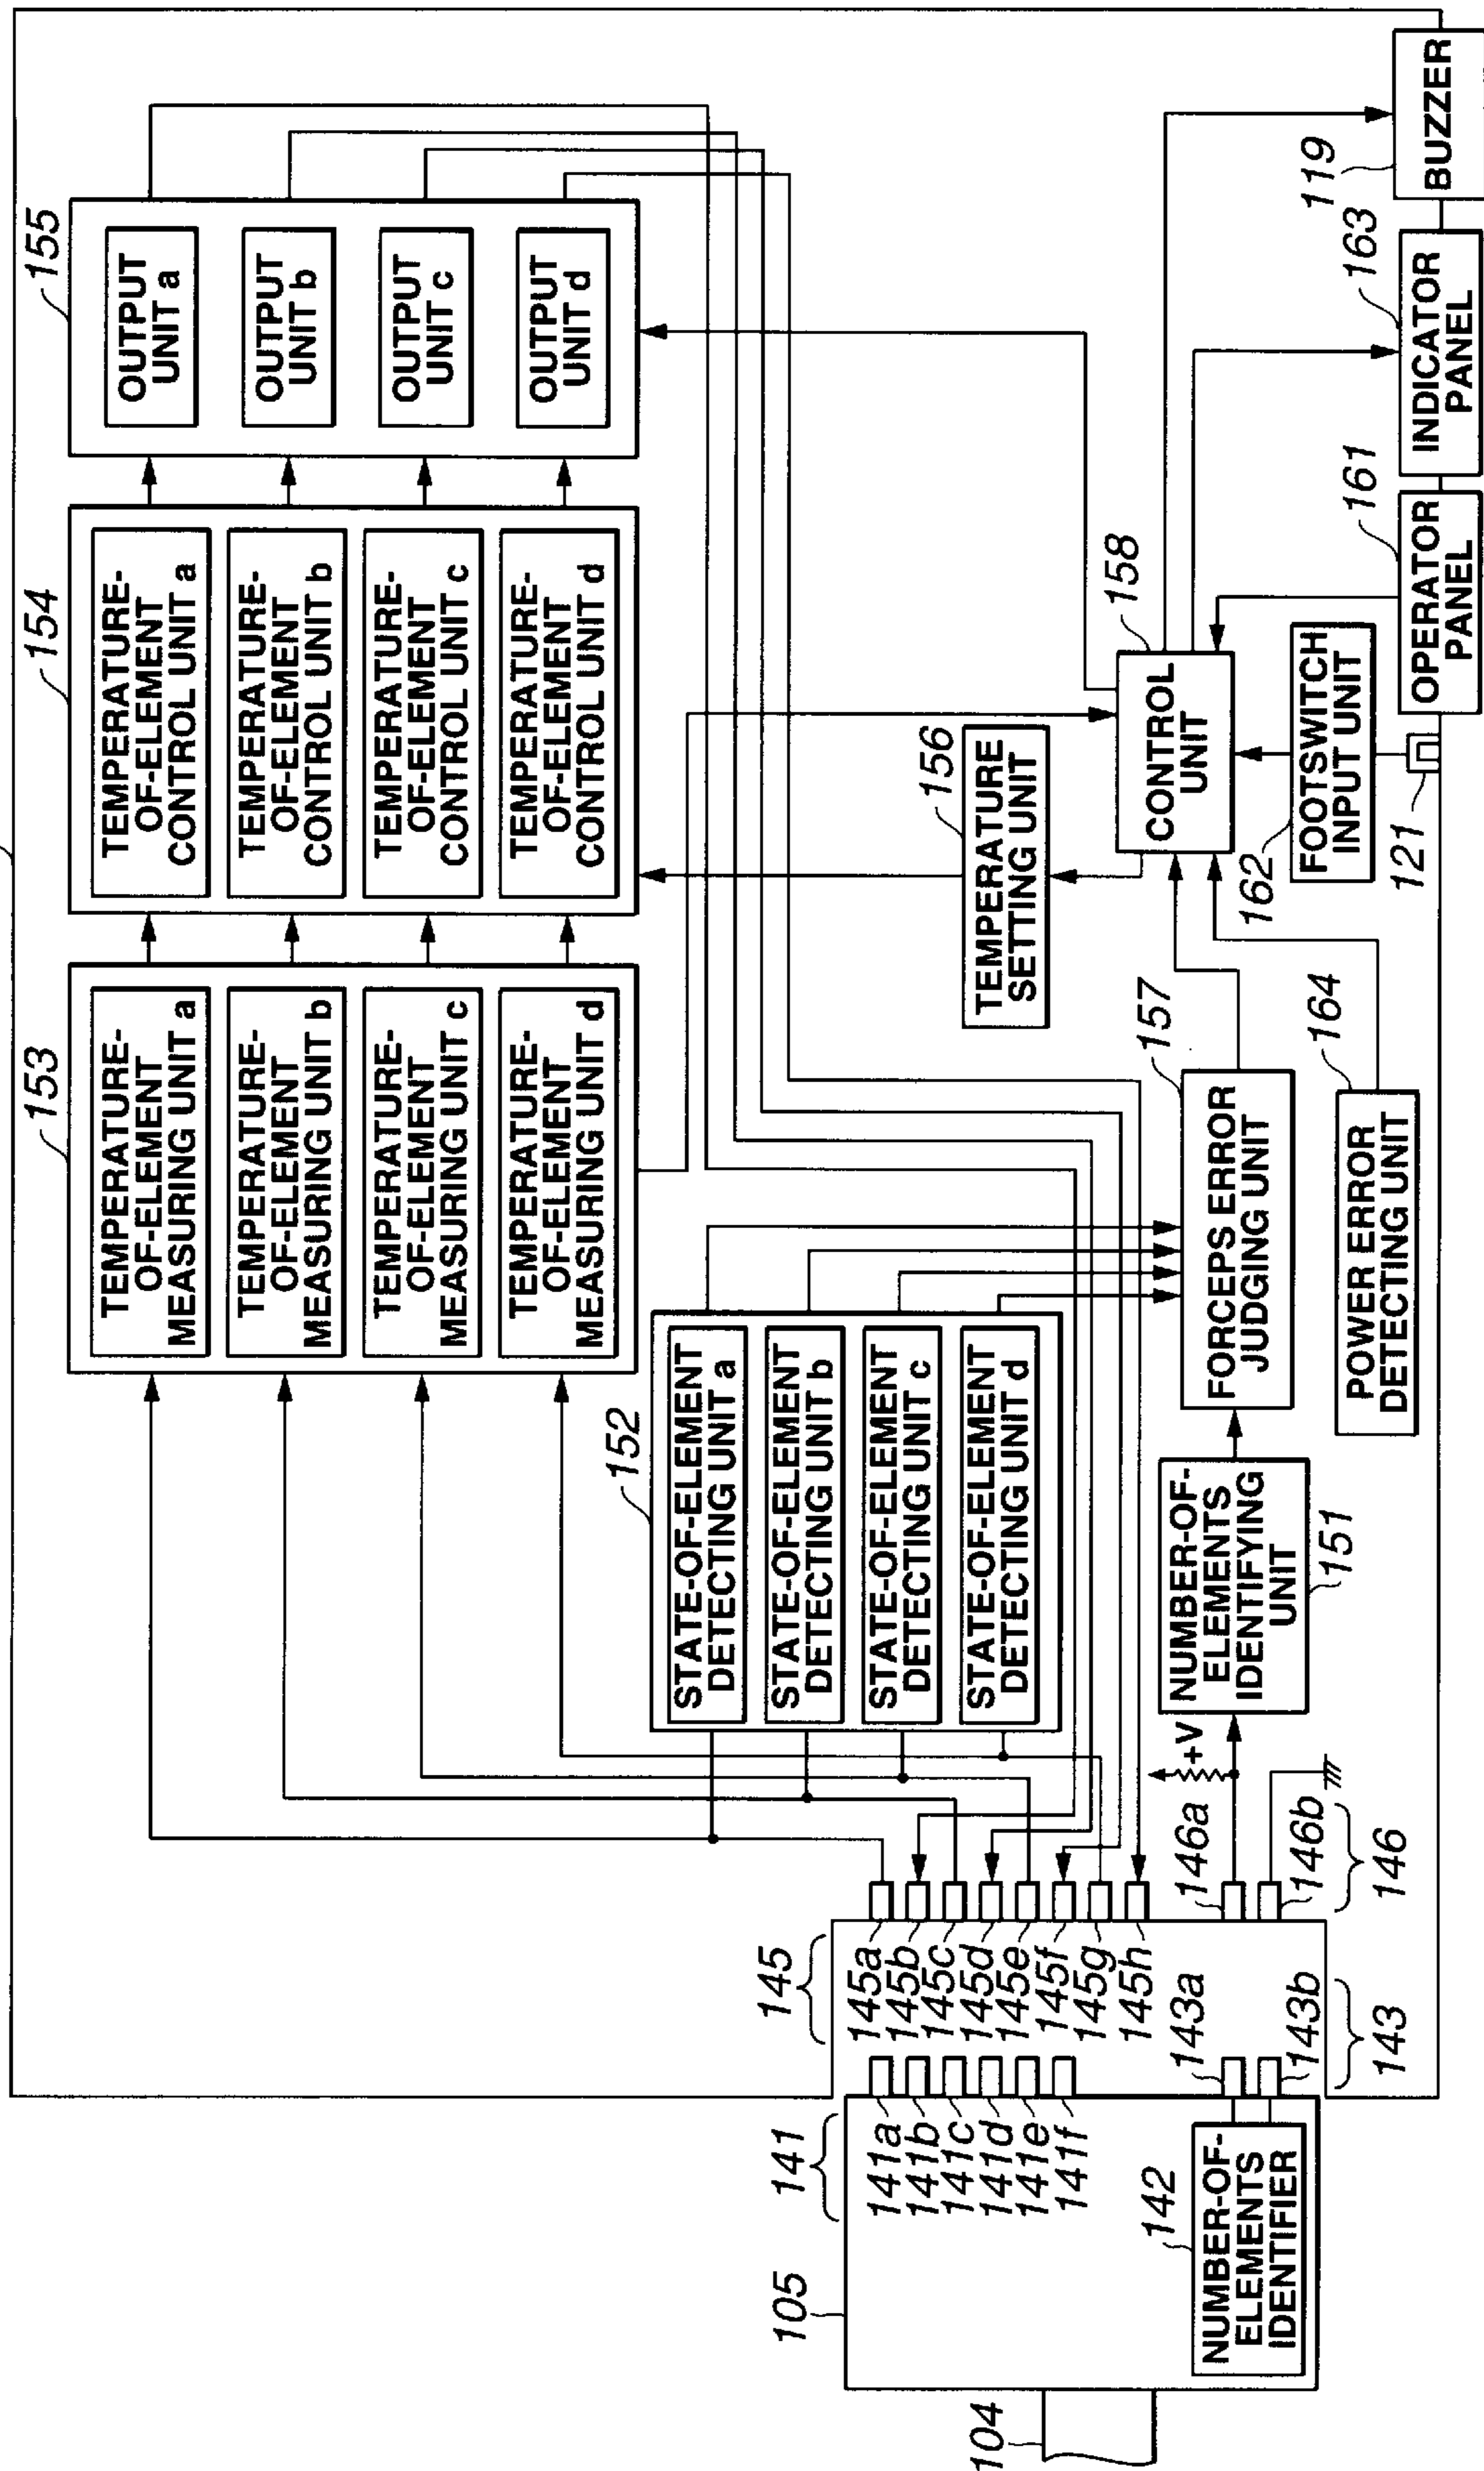 153
TEMPERATURE-
OF-ELEMENT
MEASURING UNIT a
TEMPERATURE-
OF-ELEMENT
MEASURING UNIT b
TEMPERATURE-
OF-ELEMENT
MEASURING UNIT c
TEMPERATURE-
OF-ELEMENT
MEASURING UNIT d
154
TEMPERATURE-
OF-ELEMENT
CONTROL UNIT a
TEMPERATURE-
OF-ELEMENT
CONTROL UNIT b
TEMPERATURE-
OF-ELEMENT
CONTROL UNIT c
TEMPERATURE-
OF-ELEMENT
CONTROL UNIT d
155
OUTPUT
UNIT a
OUTPUT
UNIT b
OUTPUT
UNIT c
OUTPUT
UNIT d
152
STATE-OF-ELEMENT
DETECTING UNIT a
STATE-OF-ELEMENT
DETECTING UNIT b
STATE-OF-ELEMENT
DETECTING UNIT c
STATE-OF-ELEMENT
DETECTING UNIT d
156
TEMPERATURE
SETTING UNIT
158
CONTROL
UNIT
157
FORCEPS ERROR
JUDGING UNIT
164
POWER ERROR
DETECTING UNIT
162
FOOTSWITCH
INPUT UNIT
121
161
OPERATOR
PANEL
163
INDICATOR
PANEL
119
BUZZER
+V
NUMBER-OF-
ELEMENTS
IDENTIFYING
UNIT
151
104
105
141
141a
141b
141c
141d
141e
141f
142
NUMBER-OF-
ELEMENTS
IDENTIFIER
145
145a
145b
145c
145d
145e
145f
145g
145h
143a
143b
143
146a
146b
146